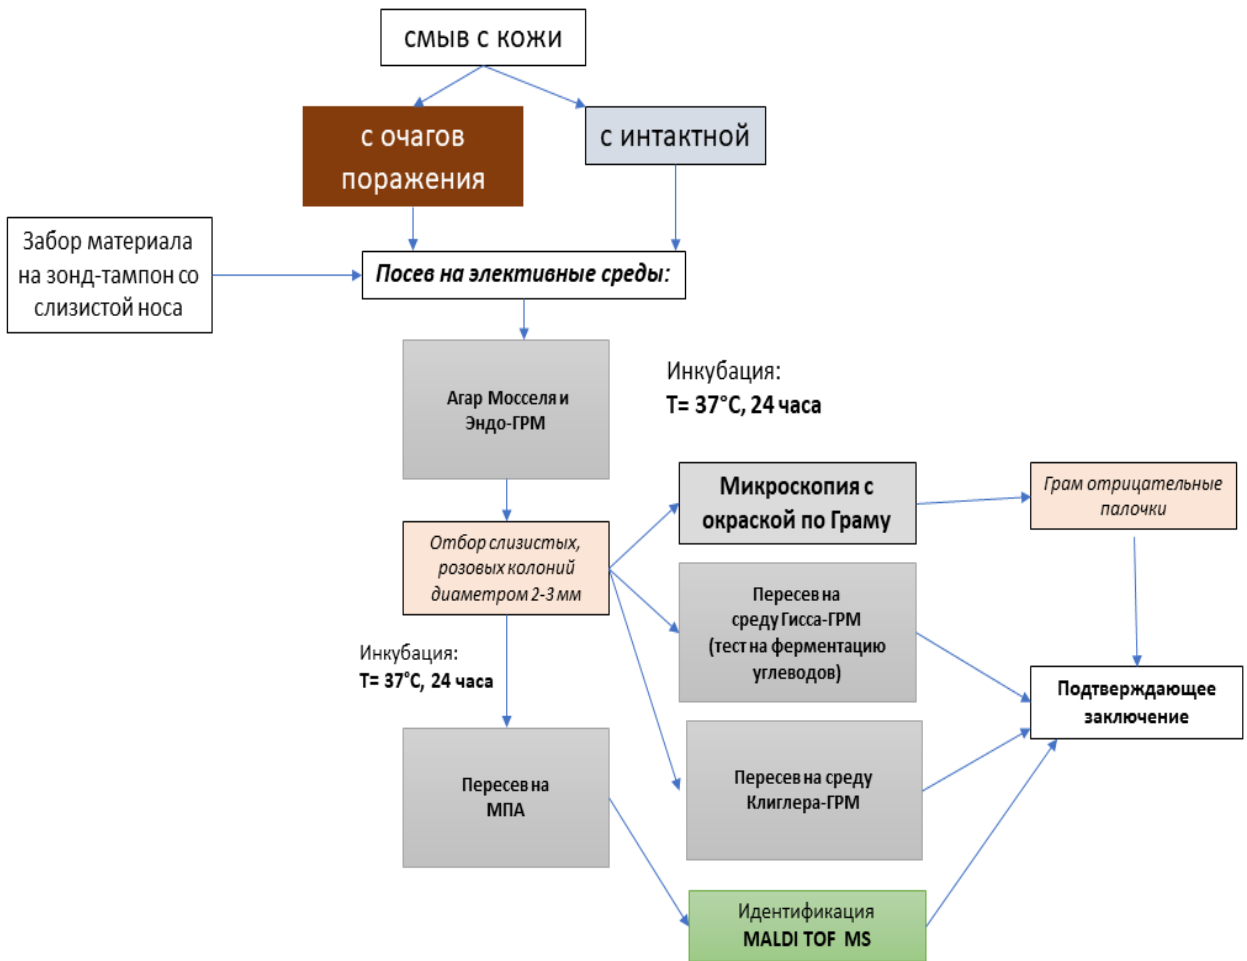 смыв с кожи
с очагов
поражения
с интактной
Забор материала
на зонд-тампон со
слизистой носа
Посев на элективные среды:
Агар Мосселя и
Эндо-ГРМ
Инкубация:
Т= 37°С, 24 часа
Отбор слизистых,
розовых колоний
диаметром 2-3 мм
Микроскопия с
окраской по Граму
Грам отрицательные
палочки
Пересев на
среду Гисса-ГРМ
(тест на ферментацию
углеводов)
Инкубация:
Т= 37°С, 24 часа
Подтверждающее
заключение
Пересев на
МПА
Пересев на среду
Клиглера-ГРМ
Идентификация
MALDI TOF MS